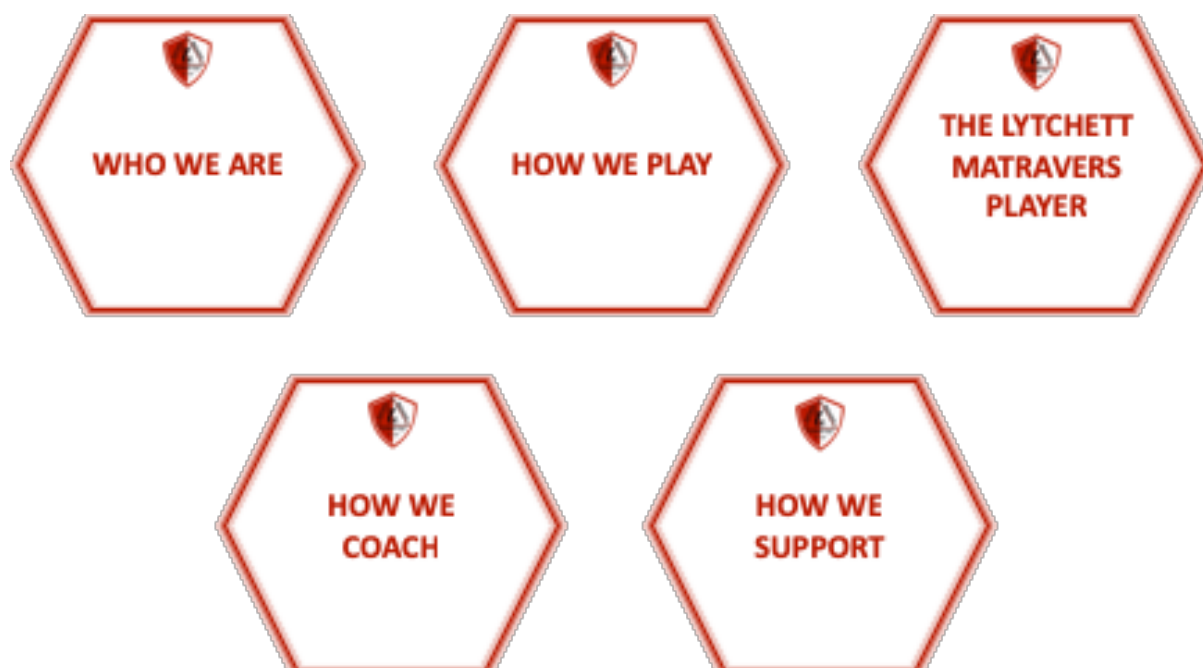 WHO WE ARE
HOW WE PLAY
THE LYTCHETT
MATRAVERS
PLAYER
HOW WE
COACH
HOW WE
SUPPORT